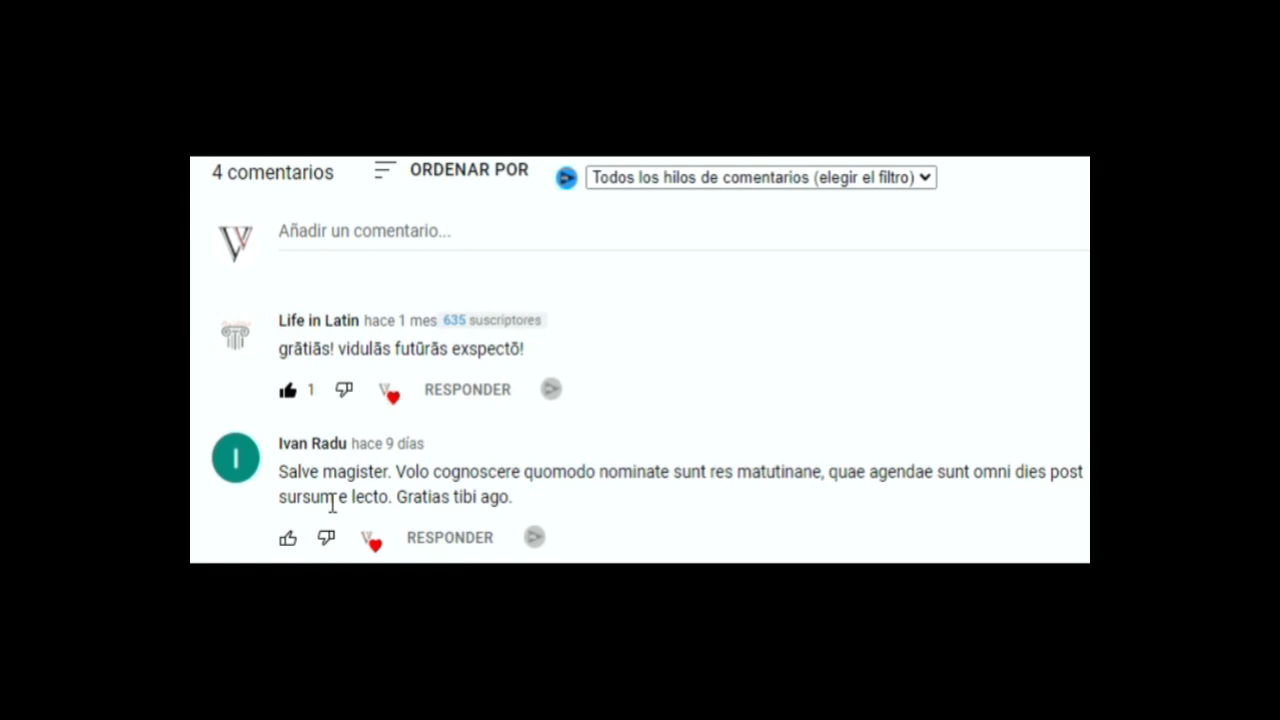 4 comentarios
ORDENAR POR
Todos los hilos de comentarios (elegir el filtro)
Añadir un comentario...
Life in Latin hace 1 mes 635 suscriptores
grātiās! vidulās futūrās exspectō!
1
RESPONDER
I
Ivan Radu hace 9 días
Salve magister. Volo cognoscere quomodo nominate sunt res matutinane, quae agendae sunt omni dies post
sursum e lecto. Gratias tibi ago.
RESPONDER